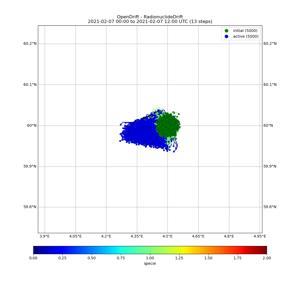 OpenDrift - RadionuclideDrift
2021-02-07 00:00 to 2021-02-07 12:00 UTC (13 steps)
initial (5000)
active (5000)
60.2°N 60.2°N
60.1°N 60.1°N
60°N 60°N
59.9°N 59.9°N
59.8°N 59.8°N
3.9°E 4.05°E 4.2°E 4.35°E 4.5°E 4.65°E 4.8°E 4.95°E
0.00 0.25 0.50 0.75 1.00 1.25 1.50 1.75 2.00
specie